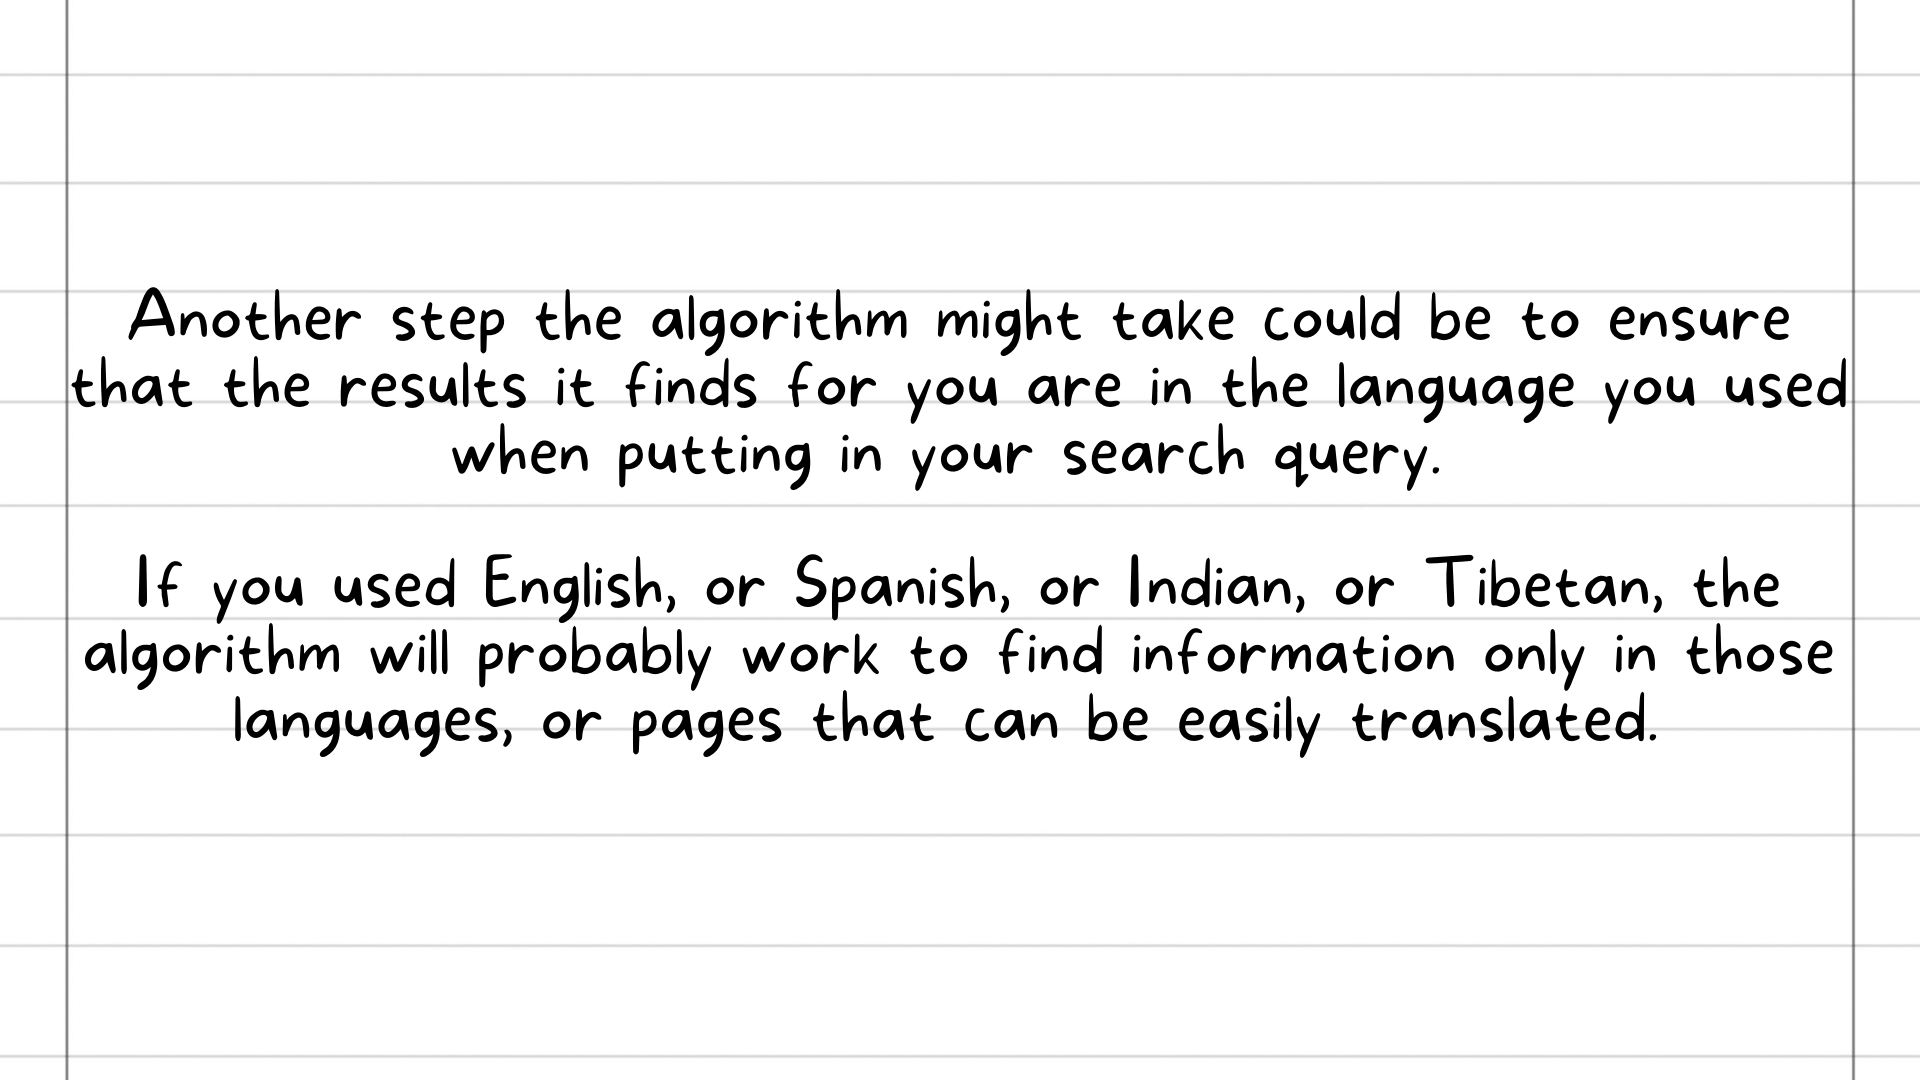 Another step the algorithm might take could be to ensure
that the results it finds for you are in the language you used
when putting in your search query.
If you used English, or Spanish, or Indian, or Tibetan, the
algorithm will probably work to find information only in those
languages, or pages that can be easily translated.